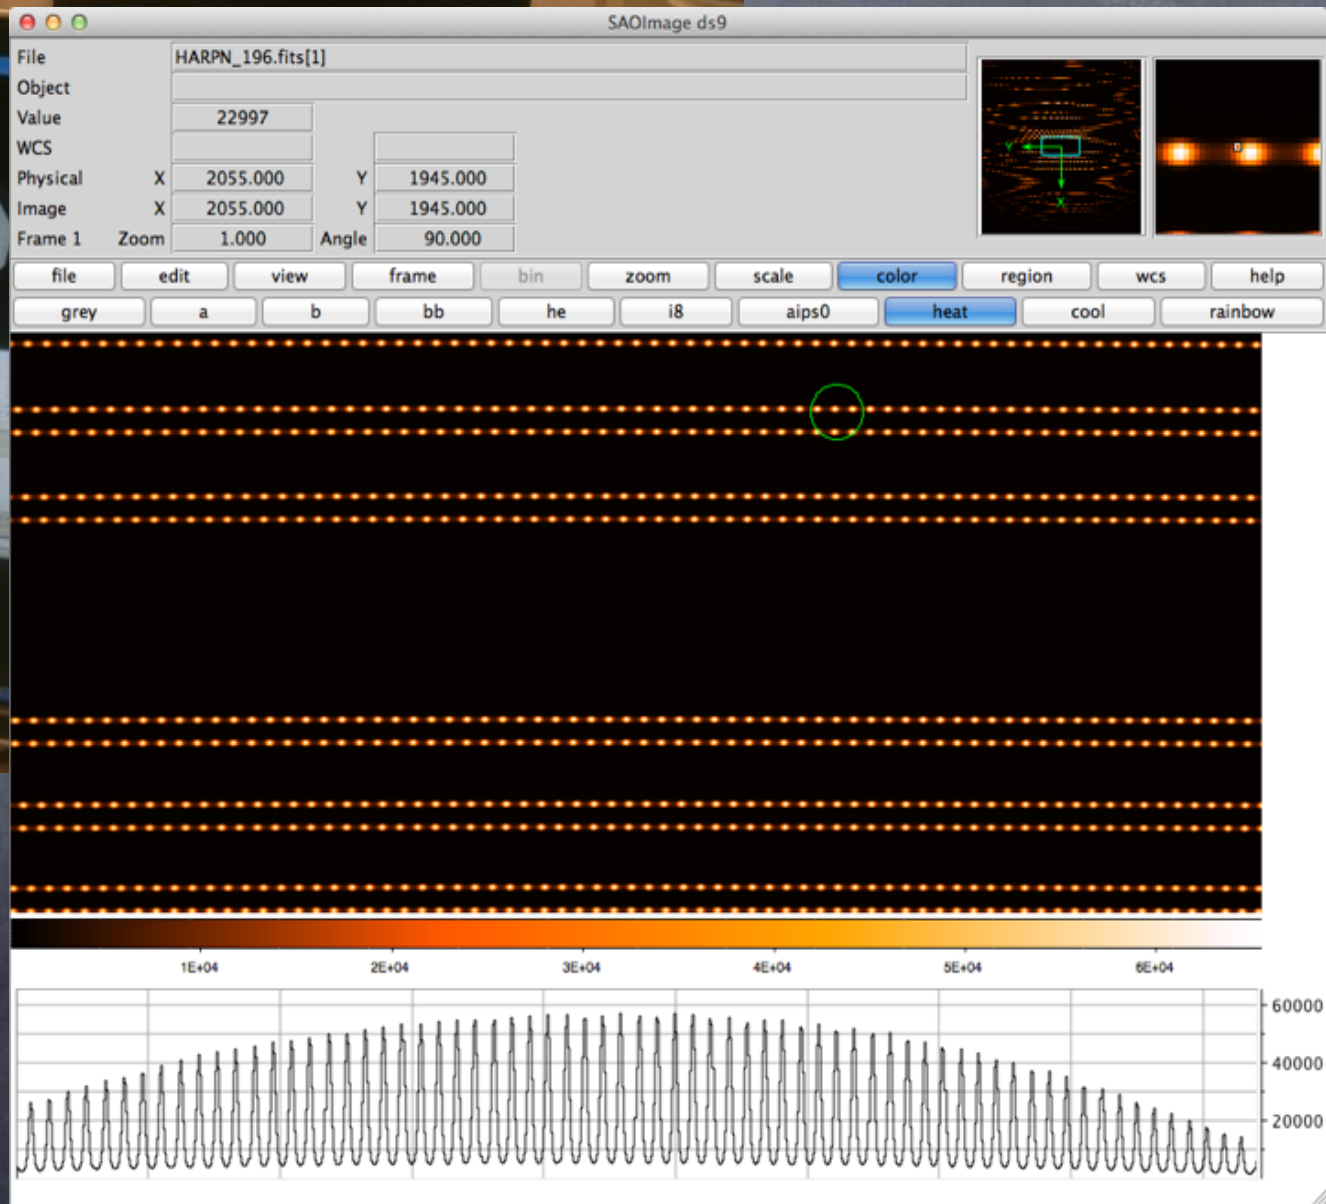 SAOImage ds9
File HARPN_196.fits[1]
Object
Value 22997
WCS
Physical X 2055.000 Y 1945.000
Image X 2055.000 Y 1945.000
Frame 1 Zoom 1.000 Angle 90.000
Y
X
file edit view frame bin zoom scale color region wcs help
grey a b bb he i8 aips0 heat cool rainbow
1E+04 2E+04 3E+04 4E+04 5E+04 6E+04
60000
40000
20000